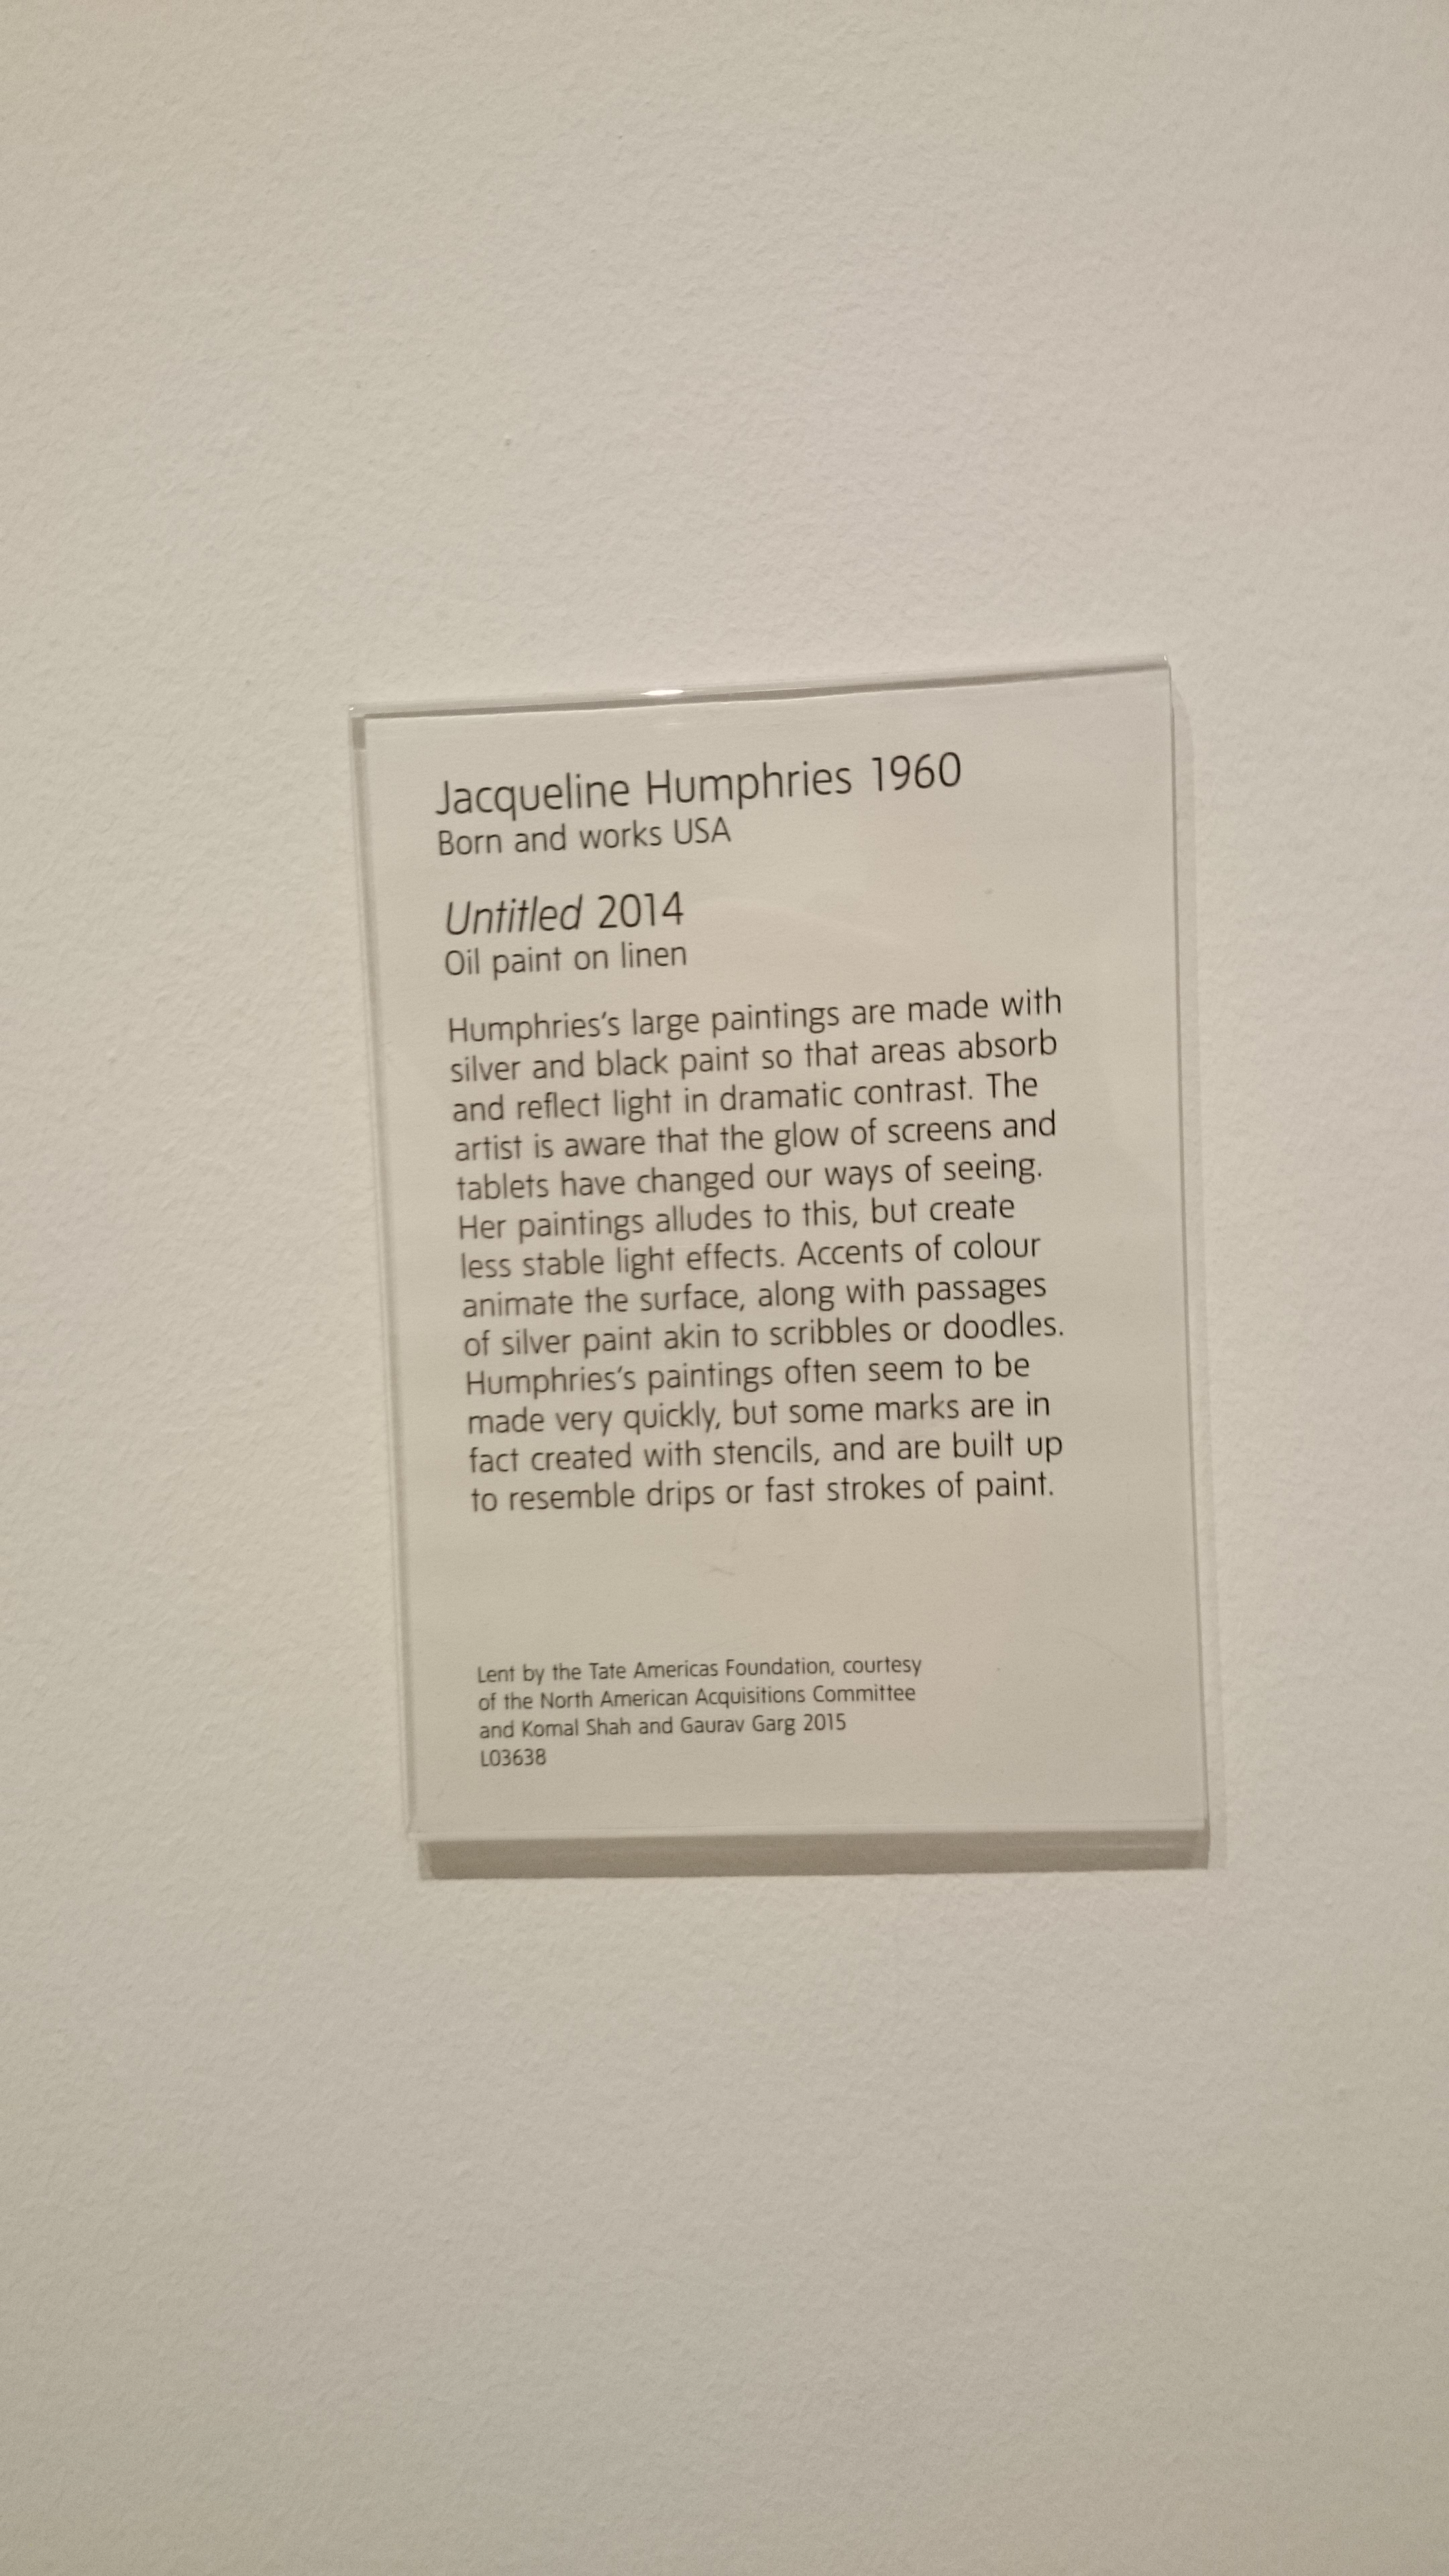 Jacqueline Humphries 1960
Born and works USA
Untitled 2014
Oil paint on linen
Humphries’s large paintings are made with
silver and black paint so that areas absorb
and reflect light in dramatic contrast. The
artist is aware that the glow of screens and
tablets have changed our ways of seeing.
Her paintings alludes to this, but create
less stable light effects. Accents of colour
animate the surface, along with passages
of silver paint akin to scribbles or doodles.
Humphries’s paintings often seem to be
made very quickly, but some marks are in
fact created with stencils, and are built up
to resemble drips or fast strokes of paint.
Lent by the Tate Americas Foundation, courtesy
of the North American Acquisitions Committee
and Komal Shah and Gaurav Garg 2015
L03638